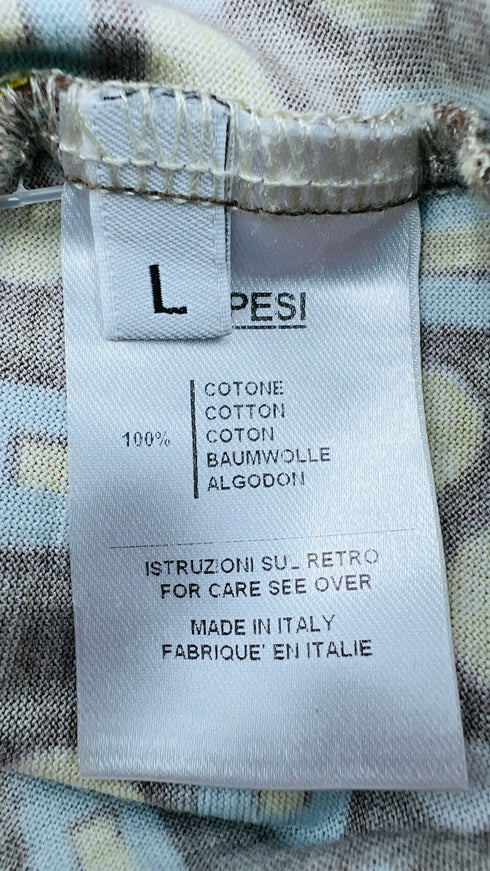 L
PESI
100%
COTONE
COTTON
COTON
BAUMWOLLE
ALGODON
ISTRUZIONI SUL RETRO
FOR CARE SEE OVER
MADE IN ITALY
FABRIQUE' EN ITALIE